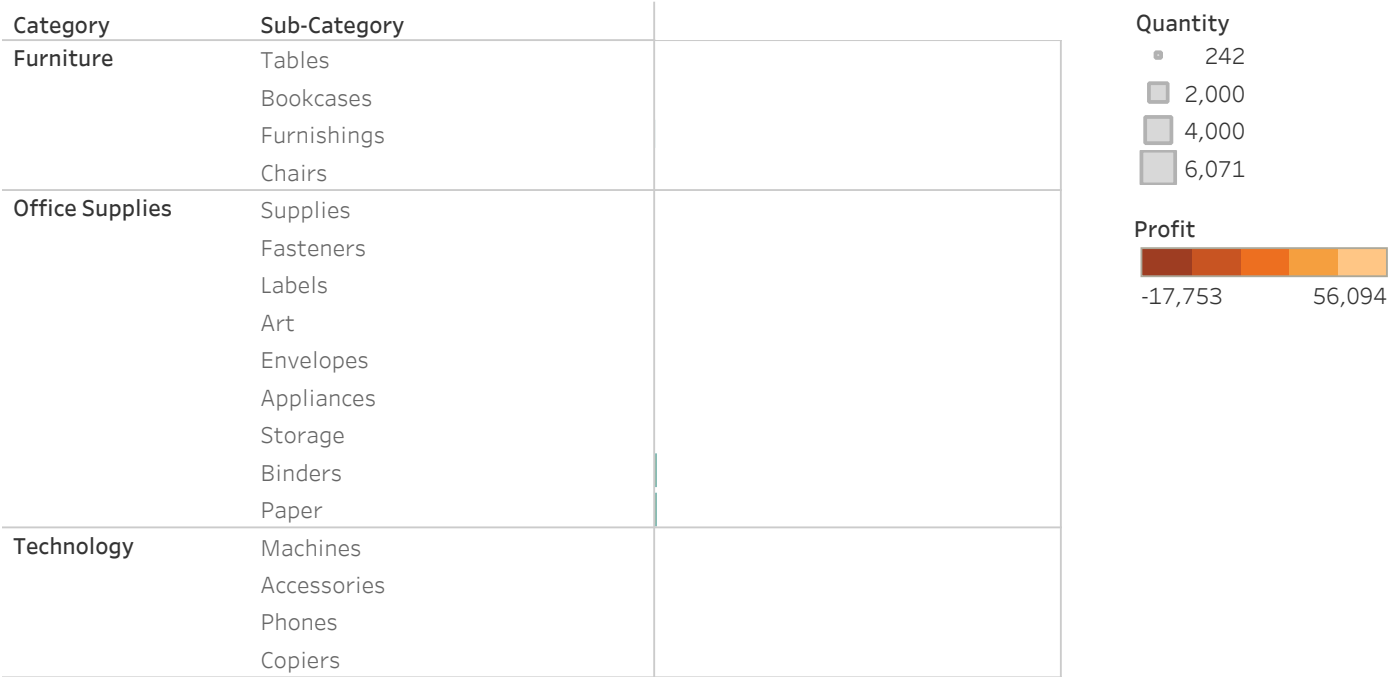 Category Sub-Category
Furniture Tables
Bookcases
Furnishings
Chairs
Office Supplies Supplies
Fasteners
Labels
Art
Envelopes
Appliances
Storage
Binders
Paper
Technology Machines
Accessories
Phones
Copiers
Quantity
242
2,000
4,000
6,071
Profit
-17,753 56,094